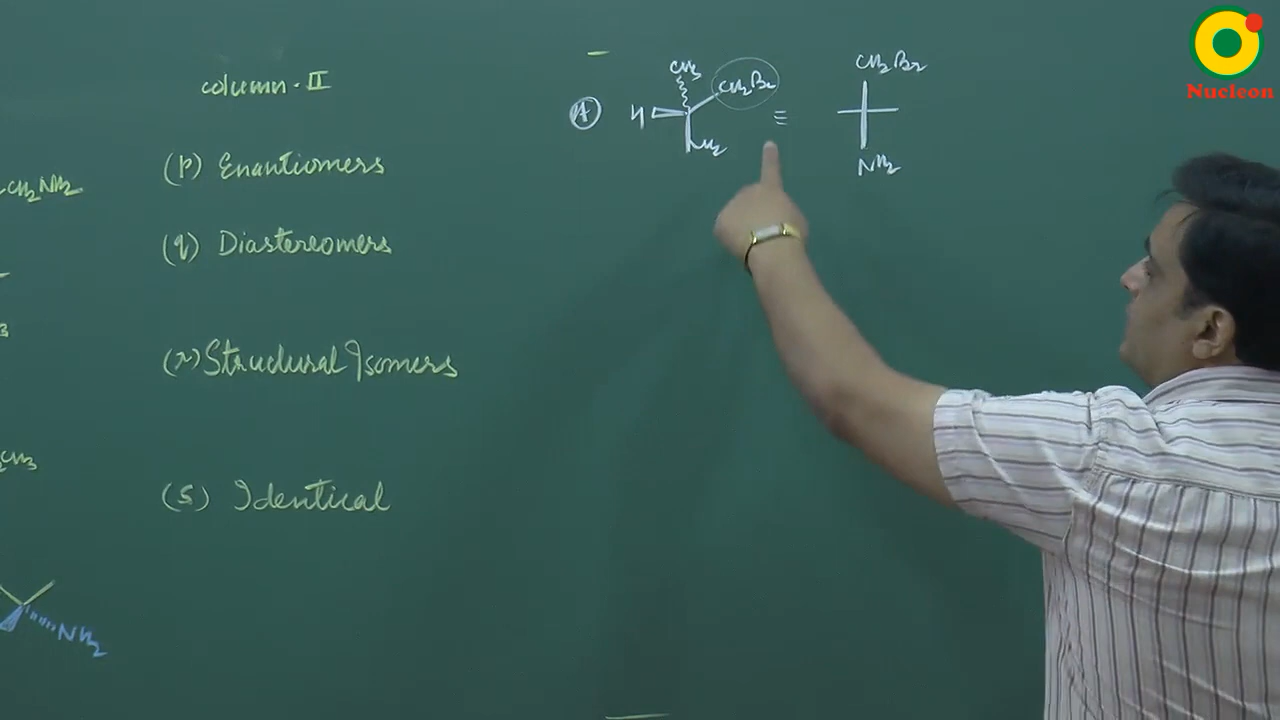 Nucleon
column-II
(p) Enantiomers
CH2NH2
(q) Diastereomers
(r) Structural Isomers
CH3
(s) Identical
NH2
(A) H CH3 CH2Br NH2 ≡ CH2Br NH2